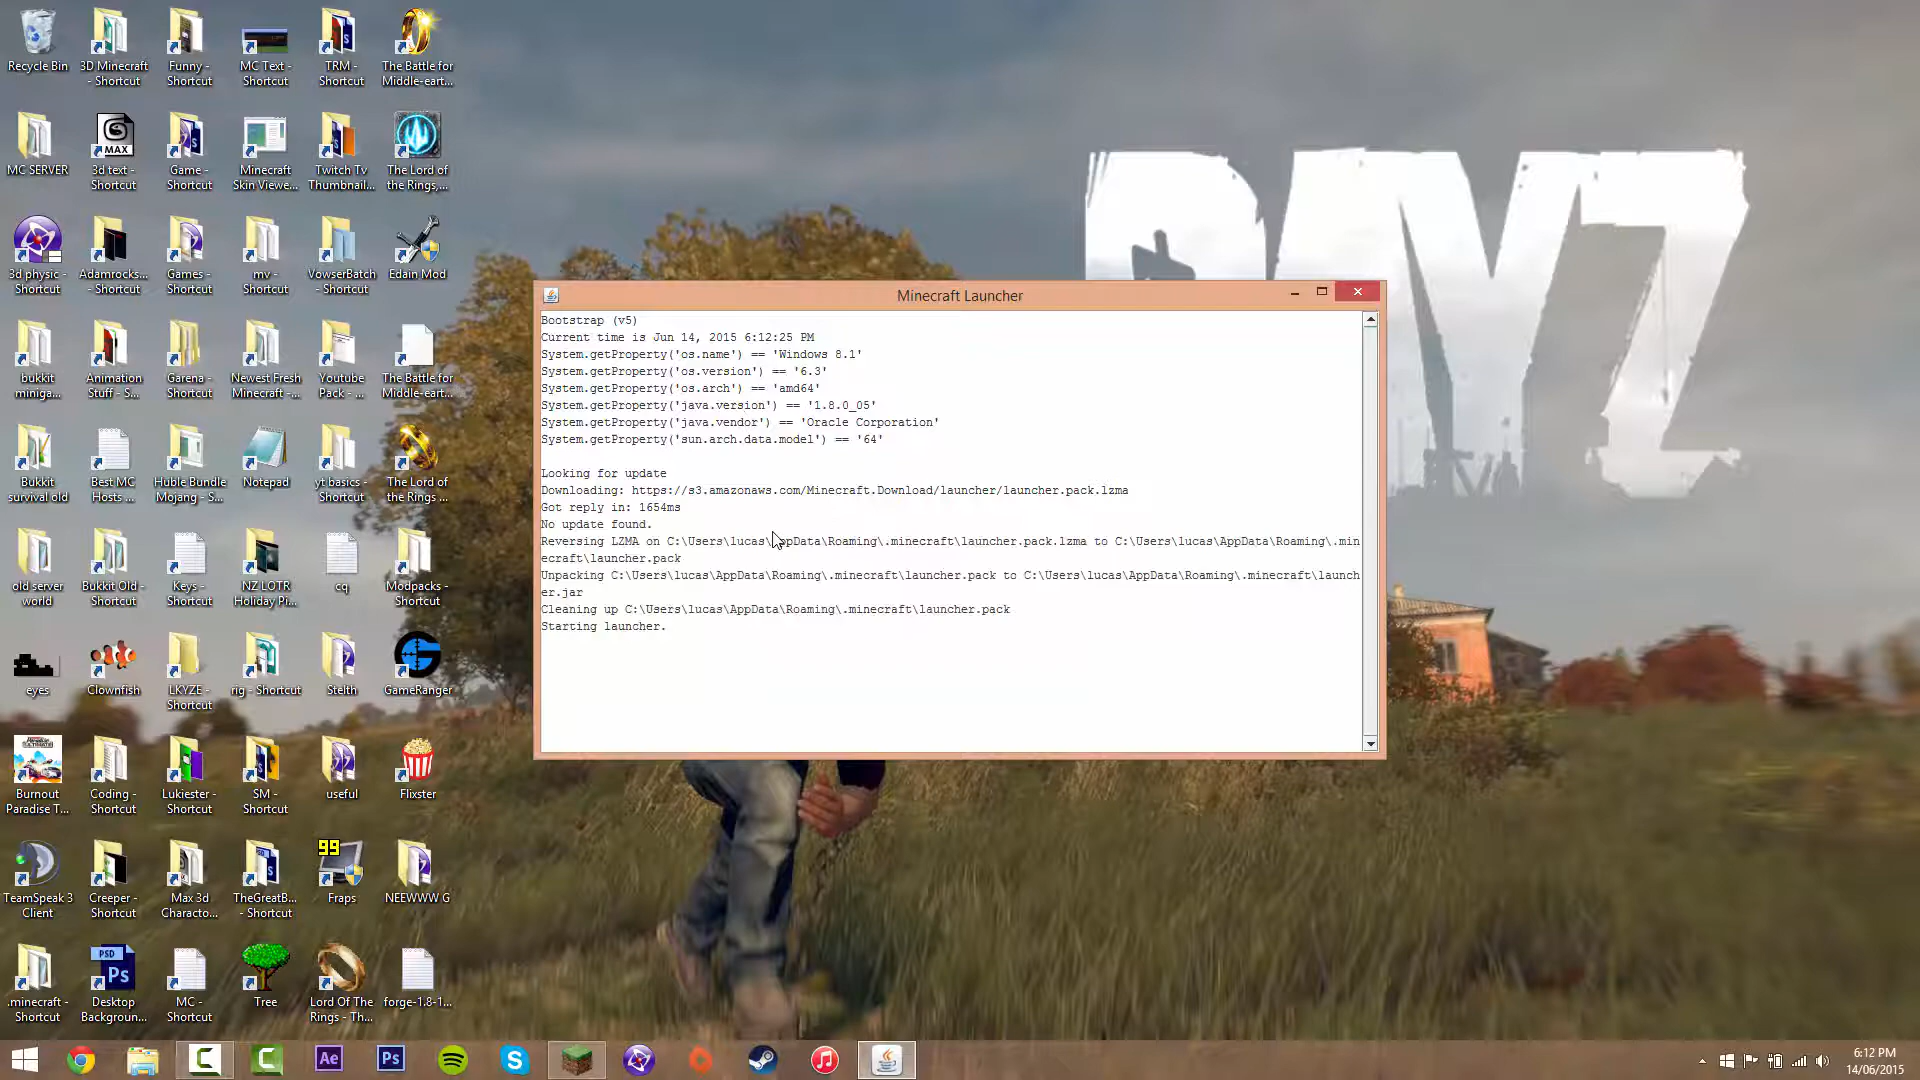 Recycle Bin
3D Minecraft - Shortcut
Funny - Shortcut
MC Text - Shortcut
TRM - Shortcut
The Battle for Middle-eart...
MC SERVER
3d text - Shortcut
Game - Shortcut
Minecraft Skin Viewe...
Twitch Tv Thumbnail...
The Lord of the Rings,...
3d physic - Shortcut
Adamrocks... - Shortcut
Games - Shortcut
mv - Shortcut
VowserBatch - Shortcut
Edain Mod
bukkit miniga...
Animation Stuff - S...
Garena - Shortcut
Newest Fresh Minecraft -...
Youtube Pack - ...
The Battle for Middle-eart...
Bukkit survival old
Best MC Hosts ...
Huble Bundle Mojang - S...
Notepad
yt basics - Shortcut
The Lord of the Rings ...
old server world
Bukkit Old - Shortcut
Keys - Shortcut
NZ LOTR Holiday Pi...
cq
Modpacks - Shortcut
eyes
Clownfish
LKYZE - Shortcut
rig - Shortcut
Stelth
GameRanger
Burnout Paradise T...
Coding - Shortcut
Lukiester - Shortcut
SM - Shortcut
useful
Flixster
TeamSpeak 3 Client
Creeper - Shortcut
Max 3d Characto...
TheGreatB... - Shortcut
99
Fraps
NEEWWW G
.minecraft - Shortcut
PSD
Ps
Desktop Backgroun...
MC - Shortcut
Tree
Lord Of The Rings - Th...
forge-1.8-1...
MAX
DAYZ
Minecraft Launcher
Bootstrap (v5)
Current time is Jun 14, 2015 6:12:25 PM
System.getProperty('os.name') == 'Windows 8.1'
System.getProperty('os.version') == '6.3'
System.getProperty('os.arch') == 'amd64'
System.getProperty('java.version') == '1.8.0_05'
System.getProperty('java.vendor') == 'Oracle Corporation'
System.getProperty('sun.arch.data.model') == '64'
Looking for update
Downloading: https://s3.amazonaws.com/Minecraft.Download/launcher/launcher.pack.lzma
Got reply in: 1654ms
No update found.
Reversing LZMA on C:\Users\lucas\AppData\Roaming\.minecraft\launcher.pack.lzma to C:\Users\lucas\AppData\Roaming\.min
ecraft\launcher.pack
Unpacking C:\Users\lucas\AppData\Roaming\.minecraft\launcher.pack to C:\Users\lucas\AppData\Roaming\.minecraft\launch
er.jar
Cleaning up C:\Users\lucas\AppData\Roaming\.minecraft\launcher.pack
Starting launcher.
Ae
Ps
6:12 PM
14/06/2015